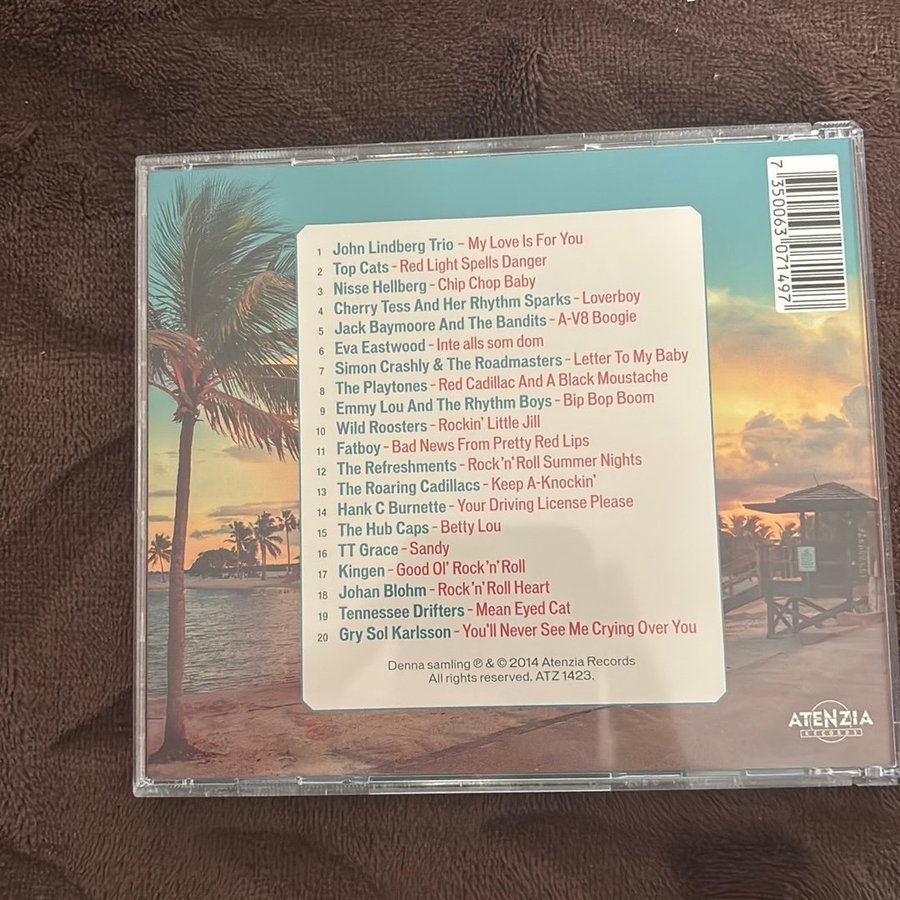 1 John Lindberg Trio – My Love Is For You
2 Top Cats - Red Light Spells Danger
3 Nisse Hellberg - Chip Chop Baby
4 Cherry Tess And Her Rhythm Sparks - Loverboy
5 Jack Baymoore And The Bandits - A-V8 Boogie
6 Eva Eastwood - Inte alls som dom
7 Simon Crashly & The Roadmasters - Letter To My Baby
8 The Playtones - Red Cadillac And A Black Moustache
9 Emmy Lou And The Rhythm Boys - Bip Bop Boom
10 Wild Roosters - Rockin' Little Jill
11 Fatboy - Bad News From Pretty Red Lips
12 The Refreshments - Rock'n'Roll Summer Nights
13 The Roaring Cadillacs - Keep A-Knockin'
14 Hank C Burnette - Your Driving License Please
15 The Hub Caps - Betty Lou
16 TT Grace - Sandy
17 Kingen - Good Ol' Rock'n'Roll
18 Johan Blohm - Rock'n'Roll Heart
19 Tennessee Drifters - Mean Eyed Cat
20 Gry Sol Karlsson - You'll Never See Me Crying Over You
Denna samling ℗ & © 2014 Atenzia Records
All rights reserved. ATZ 1423.
7 350063 071497
ATENZIA
RECORDS